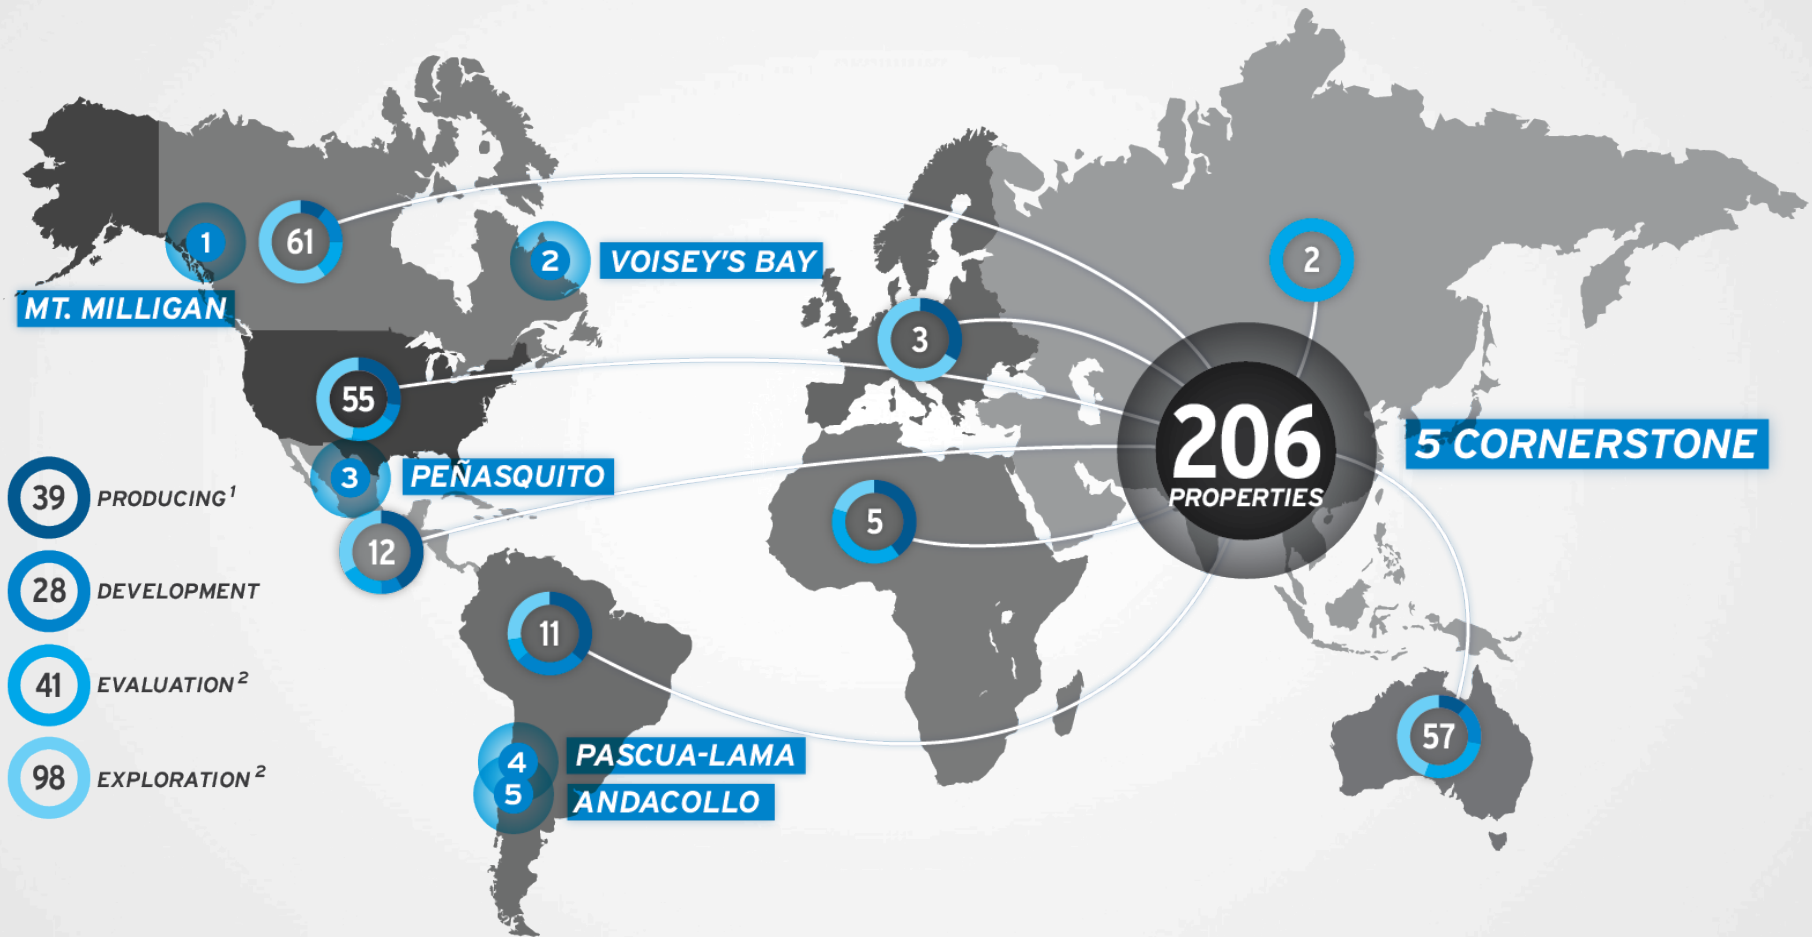 1
61
2
VOISEY'S BAY
2
MT. MILLIGAN
3
55
206
PROPERTIES
5 CORNERSTONE
3
PEÑASQUITO
39
PRODUCING¹
5
12
28
DEVELOPMENT
11
41
EVALUATION²
57
4
PASCUA-LAMA
98
EXPLORATION²
5
ANDACOLLO